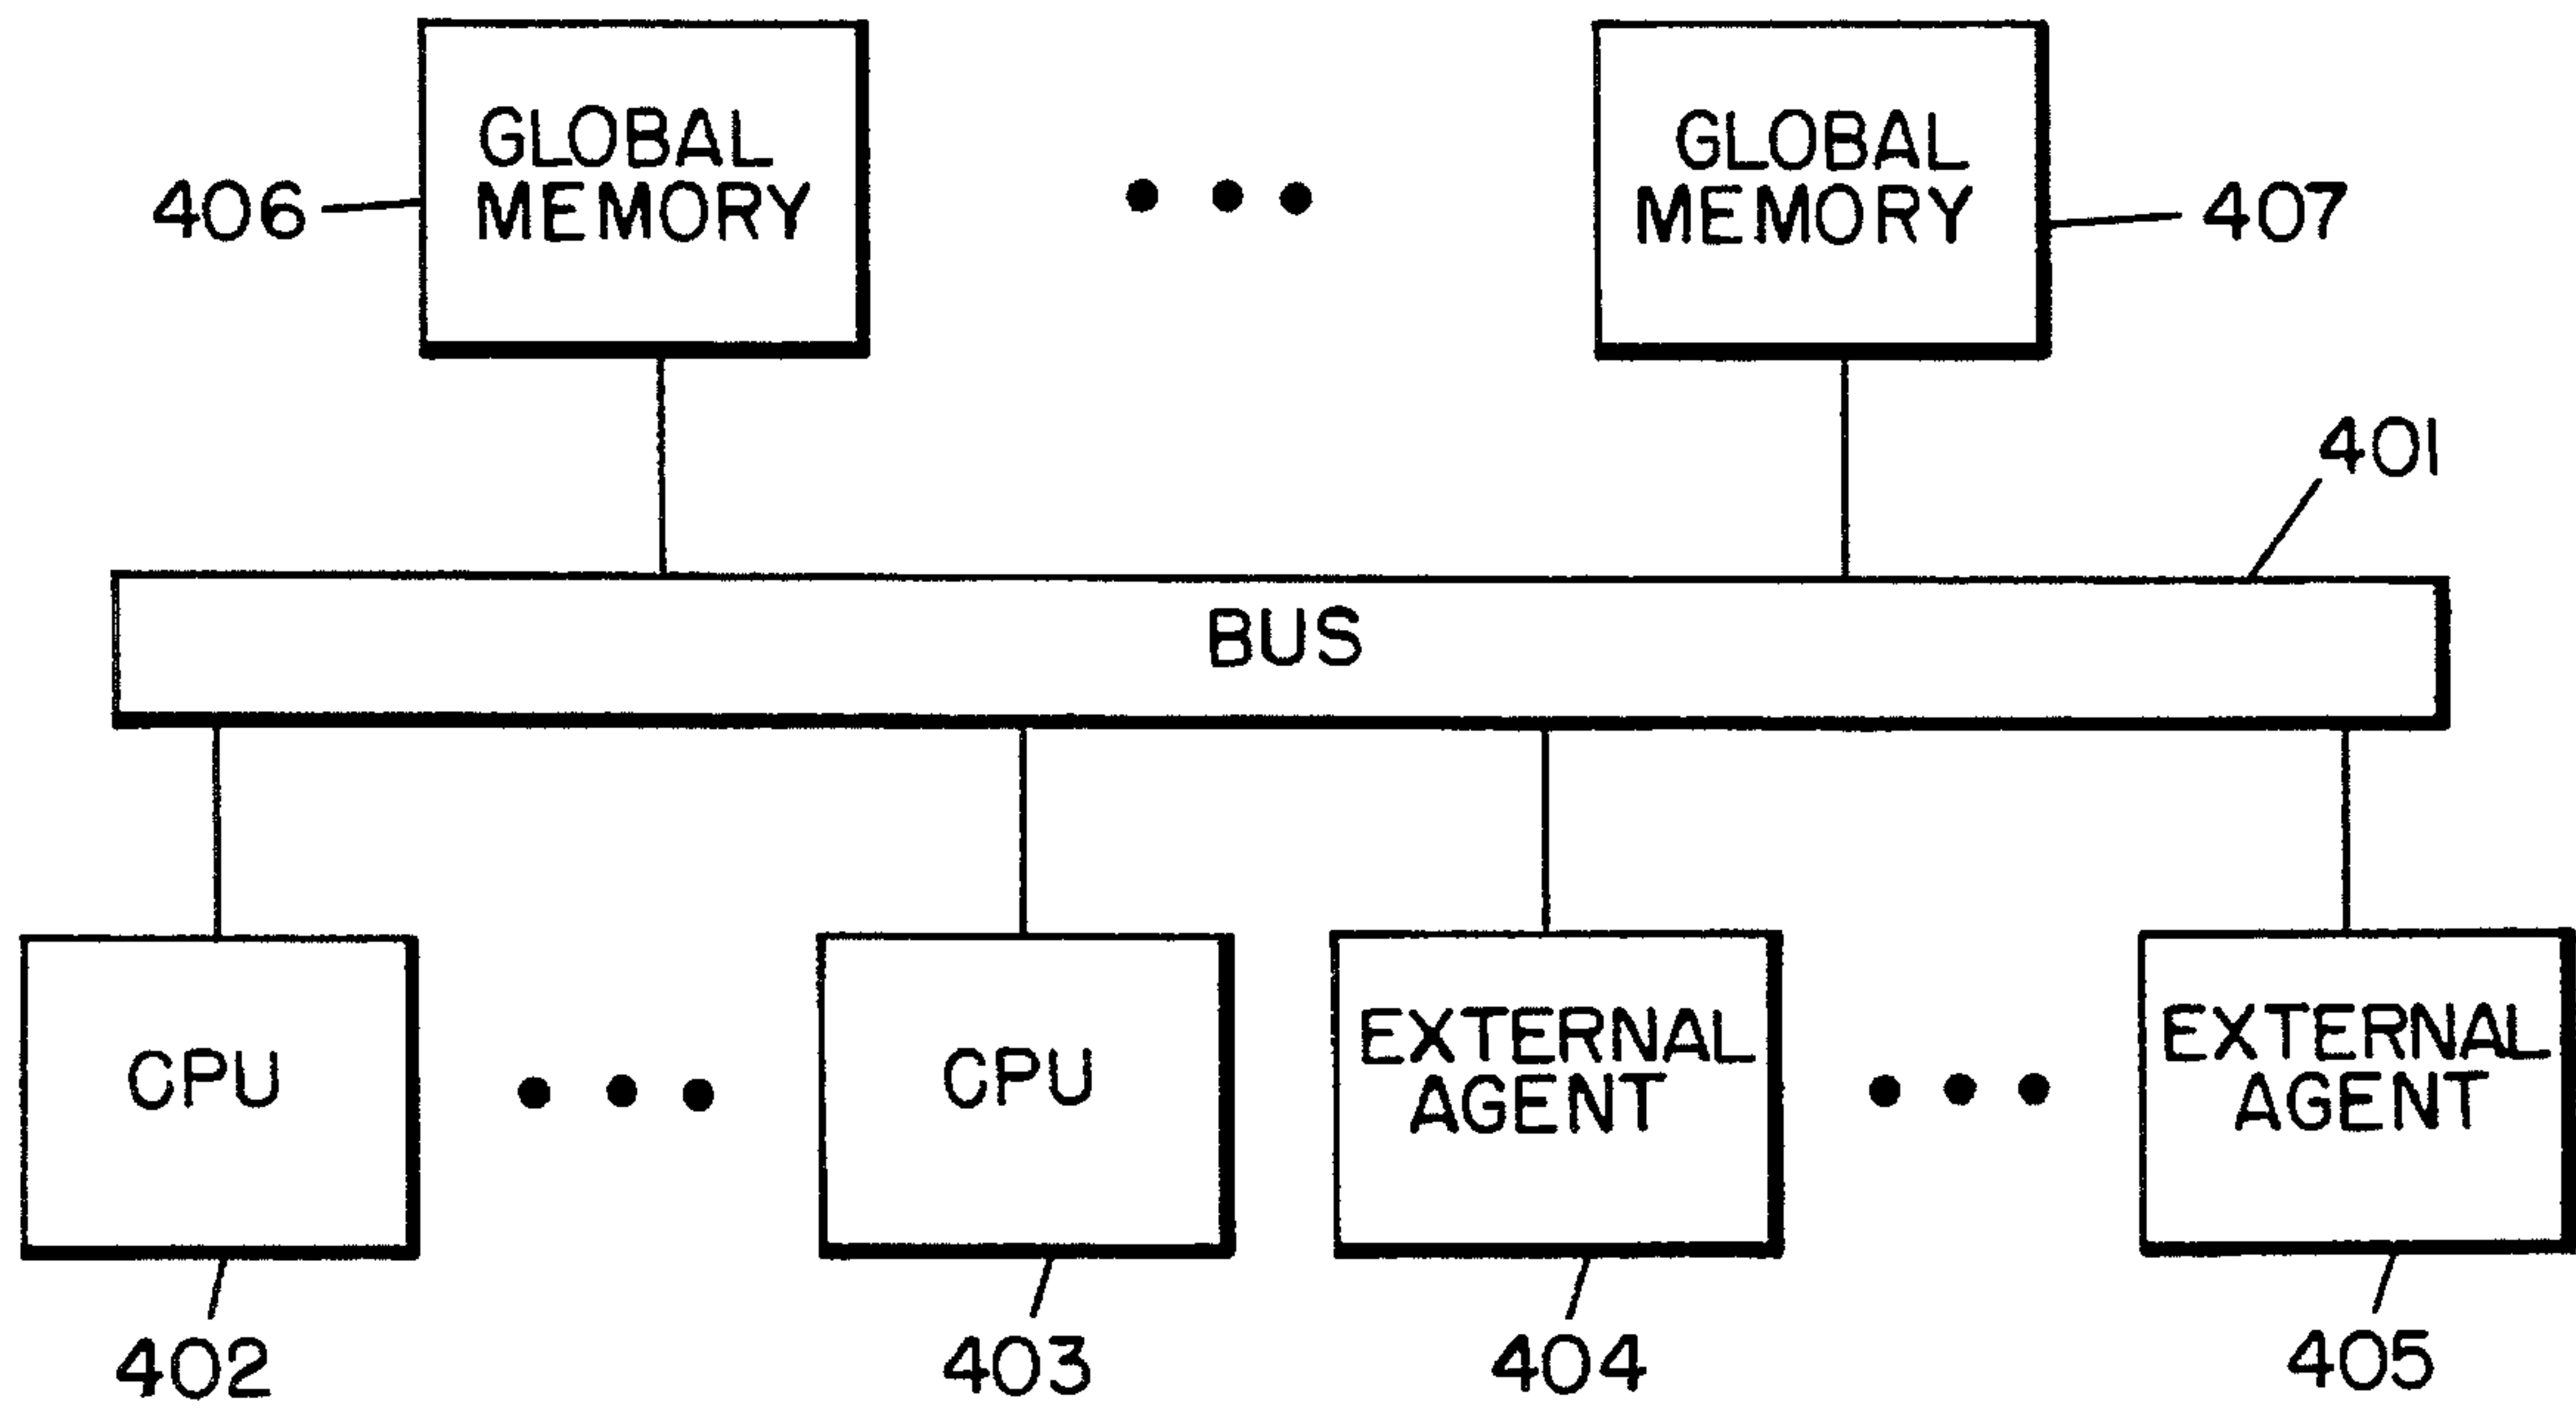 GLOBAL
MEMORY
406
GLOBAL
MEMORY
407
401
BUS
CPU
CPU
EXTERNAL
AGENT
EXTERNAL
AGENT
402
403
404
405